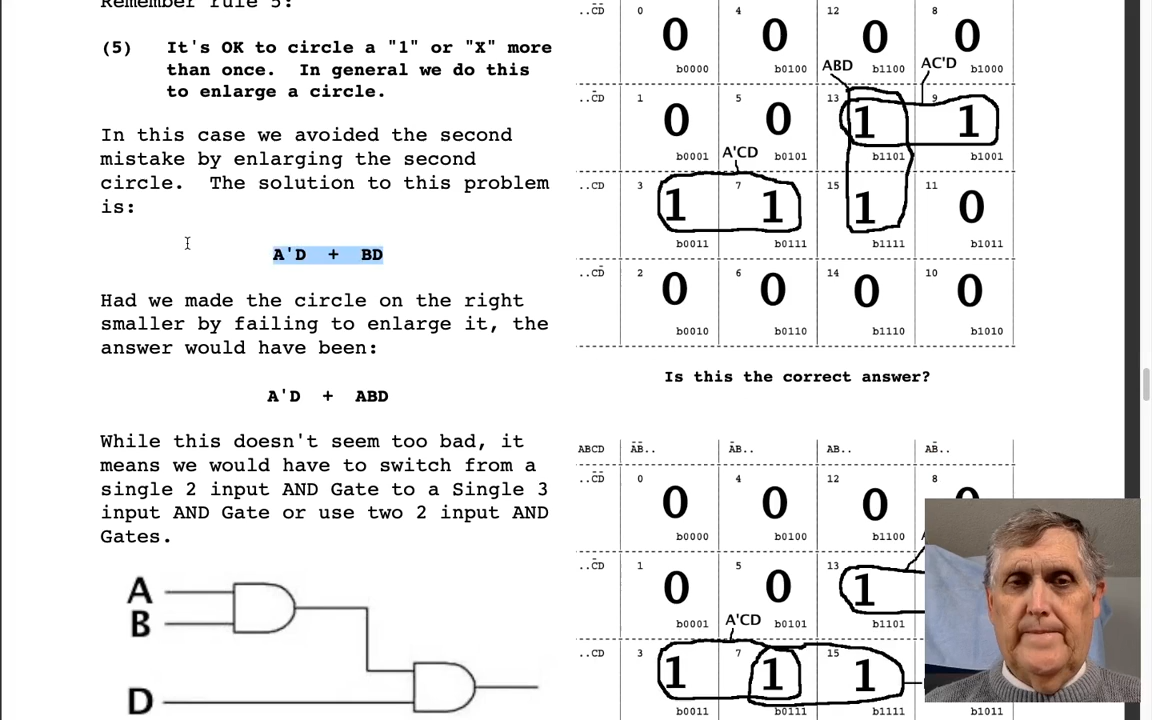 Remember rule 5:
(5) It's OK to circle a "1" or "X" more
than once. In general we do this
to enlarge a circle.
In this case we avoided the second
mistake by enlarging the second
circle. The solution to this problem
is:
A'D + BD
Had we made the circle on the right
smaller by failing to enlarge it, the
answer would have been:
A'D + ABD
While this doesn't seem too bad, it
means we would have to switch from a
single 2 input AND Gate to a Single 3
input AND Gate or use two 2 input AND
Gates.
A
B
D
..C̄D̄ 0 4 12 8
0 0 0 0
b0000 b0100 b1100 b1000
ABD AC'D
..C̄D 1 5 13 9
0 0 1 1
b0001 b0101 b1101 b1001
A'CD
..CD 3 7 15 11
1 1 1 0
b0011 b0111 b1111 b1011
..CD̄ 2 6 14 10
0 0 0 0
b0010 b0110 b1110 b1010
Is this the correct answer?
ABCD ĀB̄.. ĀB.. AB.. AB̄..
..C̄D̄ 0 4 12 8
0 0 0 0
b0000 b0100 b1100
..C̄D 1 5 13
0 0 1
b0001 b0101 b1101
A'CD
..CD 3 7 15
1 1 1
b0011 b0111 b1111 b1011